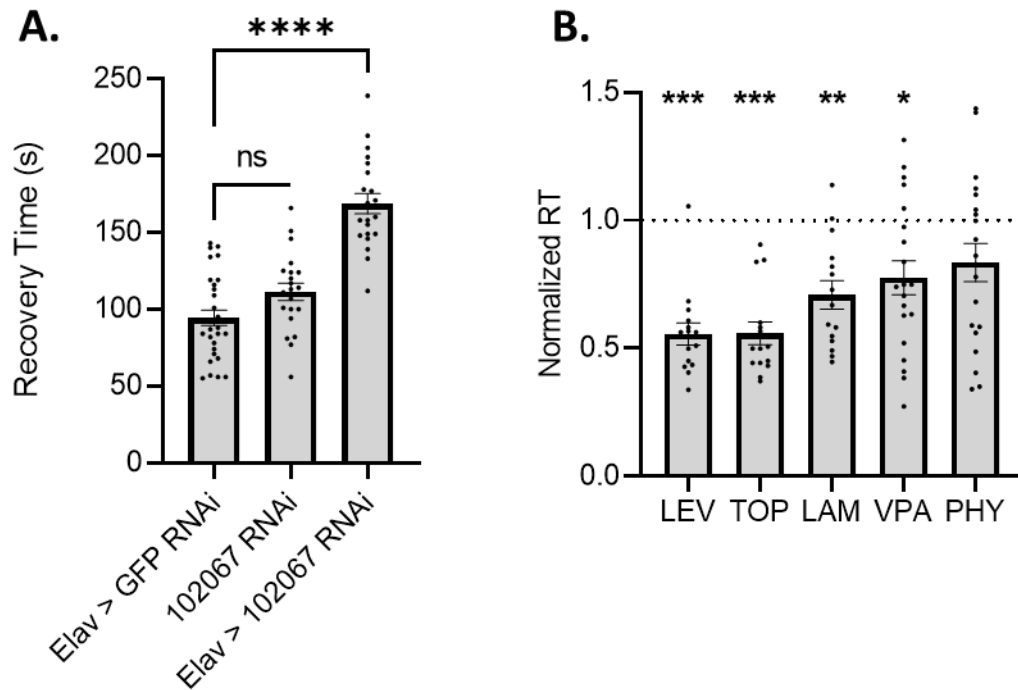 A.
****
ns
Recovery Time (s)
250
200
150
100
50
0
Elav > GFP RNAi
102067 RNAi
Elav > 102067 RNAi
B.
*** *** ** *
Normalized RT
1.5
1.0
0.5
0.0
LEV TOP LAM VPA PHY